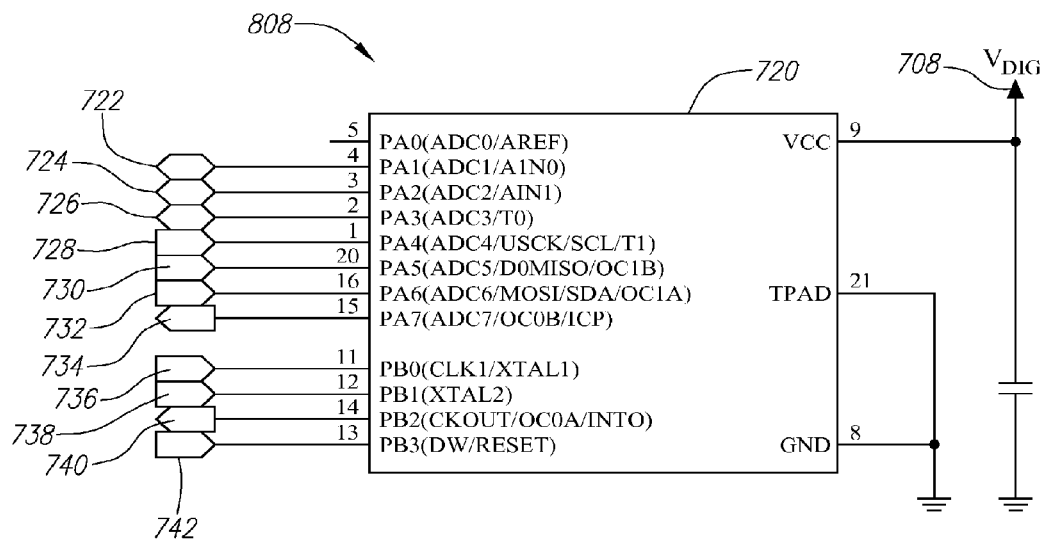 808
720
708
V_DIG
722
724
726
728
730
732
734
736
738
740
742
5 PA0(ADC0/AREF)
4 PA1(ADC1/A1N0)
3 PA2(ADC2/AIN1)
2 PA3(ADC3/T0)
1 PA4(ADC4/USCK/SCL/T1)
20 PA5(ADC5/D0MISO/OC1B)
16 PA6(ADC6/MOSI/SDA/OC1A)
15 PA7(ADC7/OC0B/ICP)
11 PB0(CLK1/XTAL1)
12 PB1(XTAL2)
14 PB2(CKOUT/OC0A/INTO)
13 PB3(DW/RESET)
VCC 9
TPAD 21
GND 8